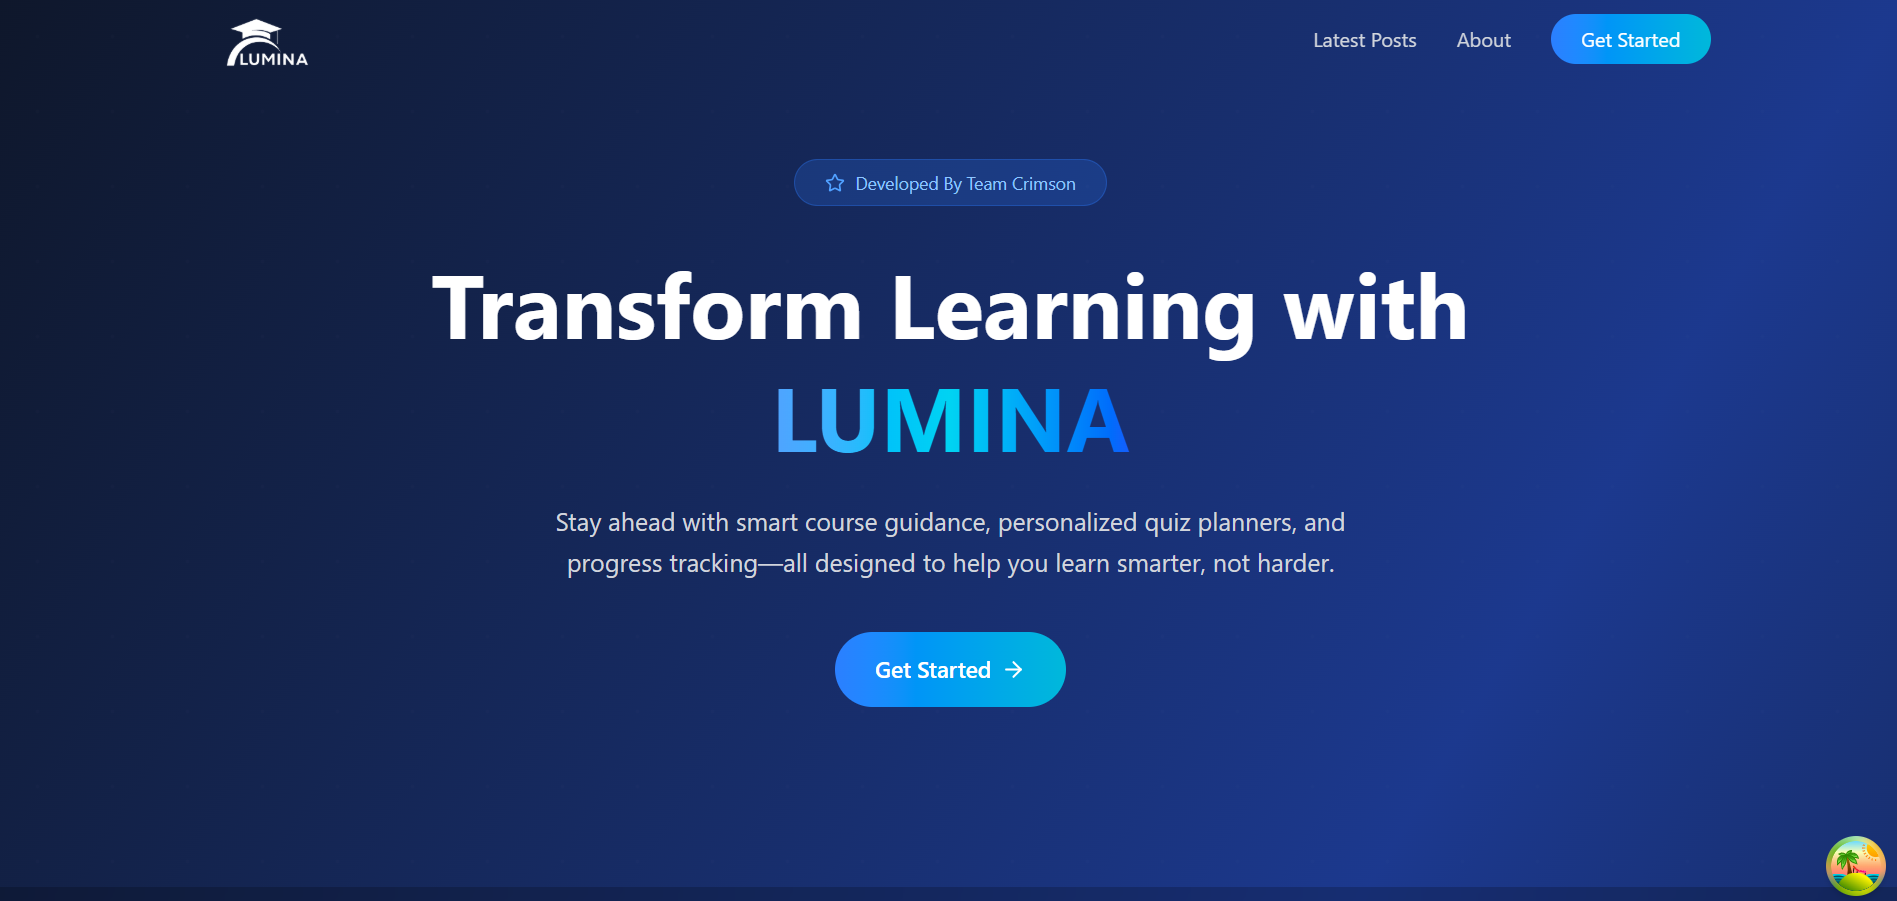 LUMINA
Latest Posts
About
Get Started
Developed By Team Crimson
Transform Learning with
LUMINA
Stay ahead with smart course guidance, personalized quiz planners, and
progress tracking—all designed to help you learn smarter, not harder.
Get Started